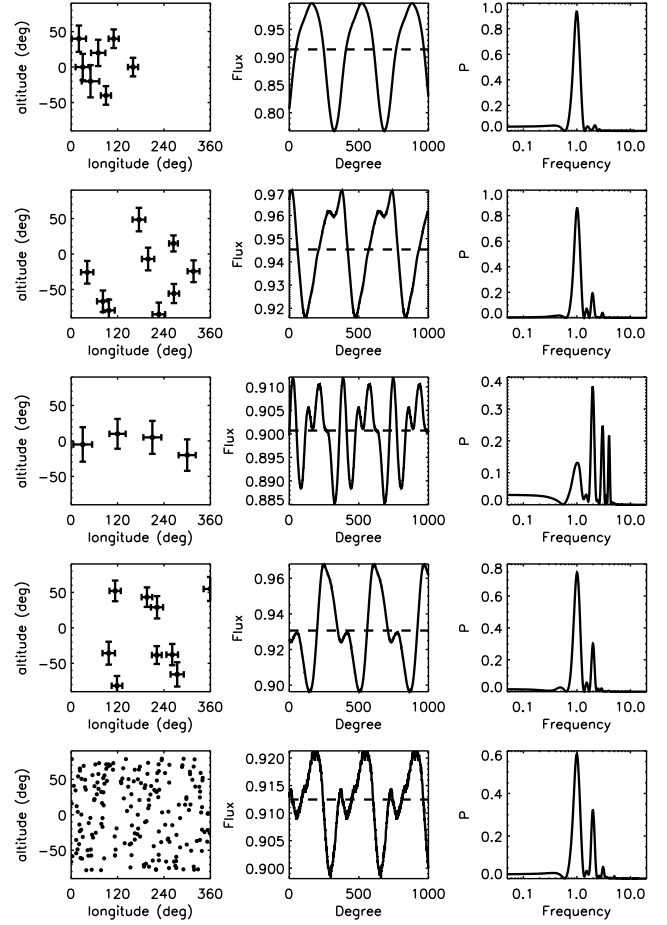 altitude (deg)
50
0
−50
0 120 240 360
longitude (deg)
Flux
0.95
0.90
0.85
0.80
0 500 1000
Degree
P
1.0
0.8
0.6
0.4
0.2
0.0
0.1 1.0 10.0
Frequency
altitude (deg)
50
0
−50
0 120 240 360
longitude (deg)
Flux
0.97
0.96
0.95
0.94
0.93
0.92
0 500 1000
Degree
P
1.0
0.8
0.6
0.4
0.2
0.0
0.1 1.0 10.0
Frequency
altitude (deg)
50
0
−50
0 120 240 360
longitude (deg)
Flux
0.910
0.905
0.900
0.895
0.890
0.885
0 500 1000
Degree
P
0.4
0.3
0.2
0.1
0.0
0.1 1.0 10.0
Frequency
altitude (deg)
50
0
−50
0 120 240 360
longitude (deg)
Flux
0.96
0.94
0.92
0.90
0 500 1000
Degree
P
0.8
0.6
0.4
0.2
0.0
0.1 1.0 10.0
Frequency
altitude (deg)
50
0
−50
0 120 240 360
longitude (deg)
Flux
0.920
0.915
0.910
0.905
0.900
0 500 1000
Degree
P
0.6
0.4
0.2
0.0
0.1 1.0 10.0
Frequency